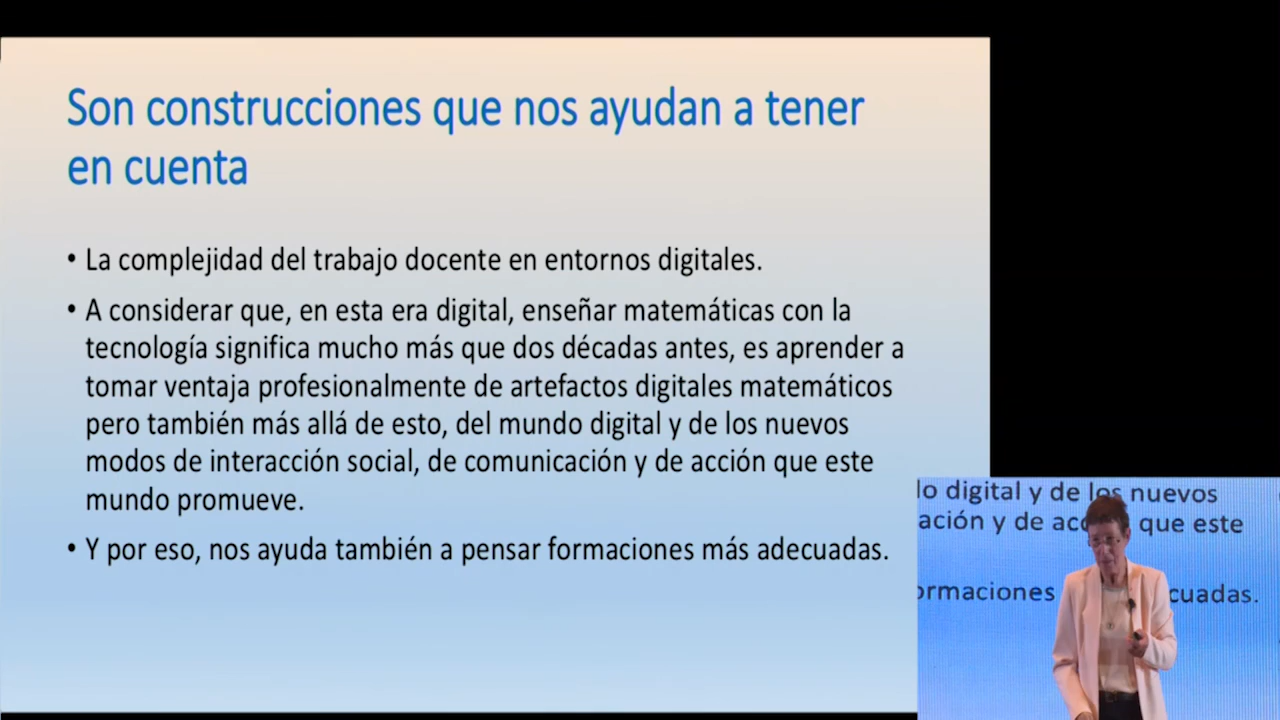 Son construcciones que nos ayudan a tener
en cuenta
• La complejidad del trabajo docente en entornos digitales.
• A considerar que, en esta era digital, enseñar matemáticas con la
tecnología significa mucho más que dos décadas antes, es aprender a
tomar ventaja profesionalmente de artefactos digitales matemáticos
pero también más allá de esto, del mundo digital y de los nuevos
modos de interacción social, de comunicación y de acción que este
mundo promueve.
• Y por eso, nos ayuda también a pensar formaciones más adecuadas.
lo digital y de los nuevos
ación y de acc que este
ormaciones cuadas.